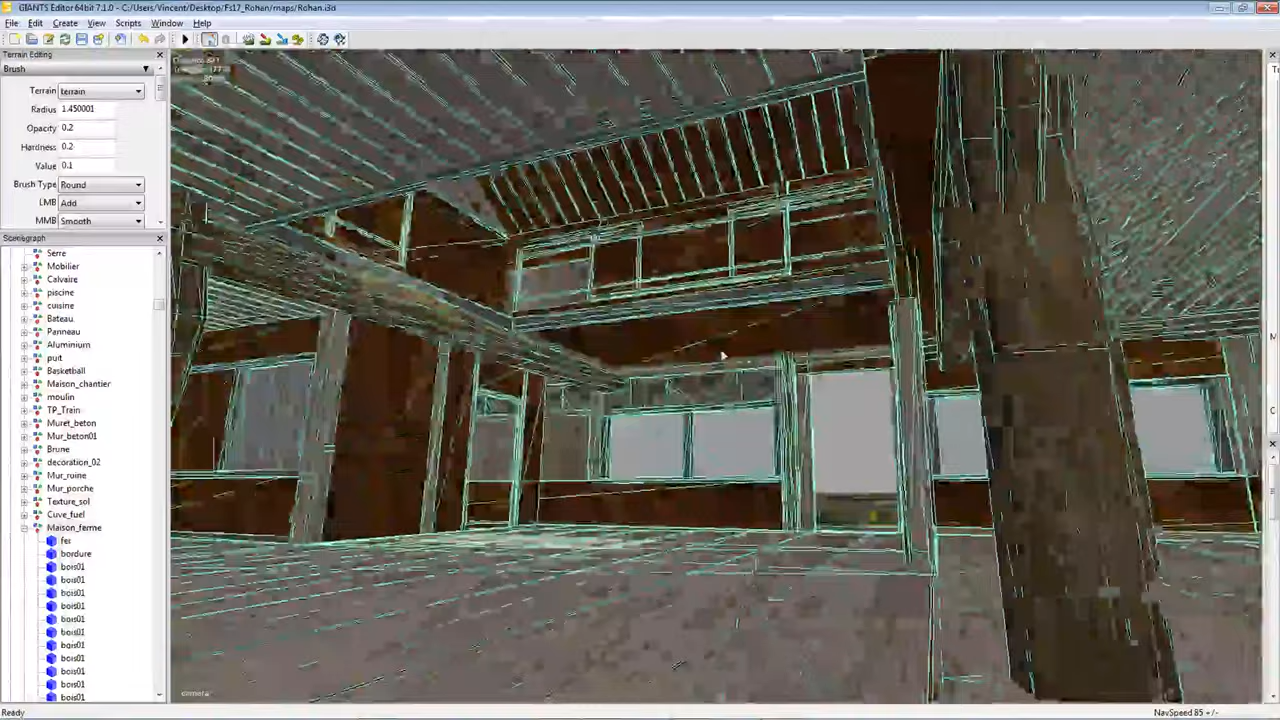 GIANTS Editor 64bit 7.1.0 - C:/Users/Vincent/Desktop/Fs17_Rohan/maps/Rohan.i3d
File Edit Create View Scripts Window Help
Terrain Editing
Brush
Terrain terrain
Radius 1.450001
Opacity 0.2
Hardness 0.2
Value 0.1
Brush Type Round
LMB Add
MMB Smooth
Scenegraph
Serre
Mobilier
Calvaire
piscine
cuisine
Bateau
Panneau
Aluminium
puit
Basketball
Maison_chantier
moulin
TP_Train
Muret_beton
Mur_beton01
Brune
decoration_02
Mur_ruine
Mur_porche
Texture_sol
Cuve_fuel
Maison_ferme
fer
bordure
bois01
bois01
bois01
bois01
bois01
bois01
bois01
bois01
bois01
bois01
bois01
camera
Ready
NavSpeed 85 +/-